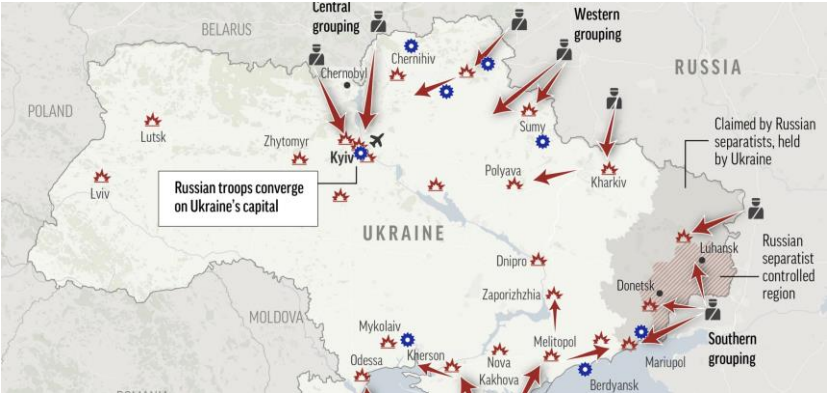 Central
grouping
Western
grouping
BELARUS
RUSSIA
Chernihiv
Chernobyl
POLAND
Lutsk
Zhytomyr
Kyiv
Sumy
Claimed by Russian
separatists, held
by Ukraine
Lviv
Russian troops converge
on Ukraine's capital
Polyava
Kharkiv
UKRAINE
Luhansk
Russian
separatist
controlled
region
Dnipro
Donetsk
Zaporizhzhia
MOLDOVA
Mykolaiv
Melitopol
Southern
grouping
Odessa
Kherson
Nova
Kakhova
Mariupol
Berdyansk
ROMANIA